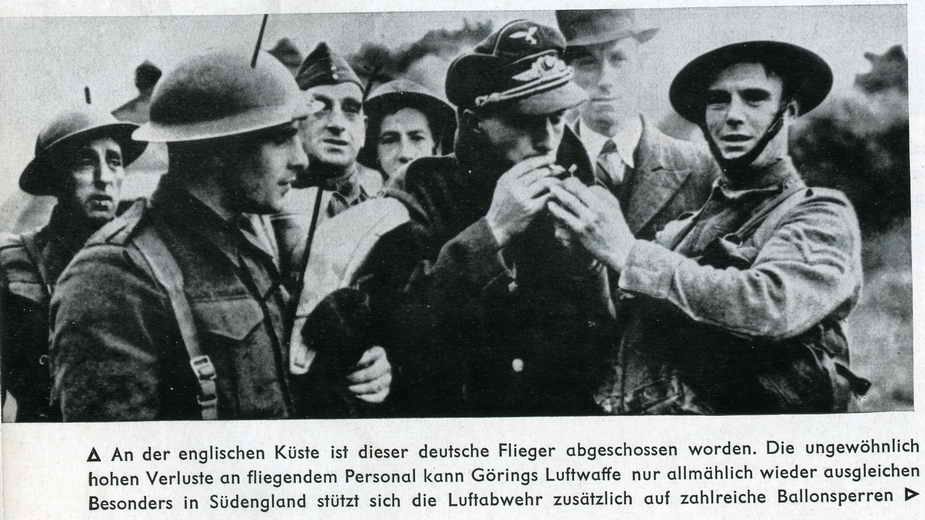 ▲ An der englischen Küste ist dieser deutsche Flieger abgeschossen worden. Die ungewöhnlich
hohen Verluste an fliegendem Personal kann Görings Luftwaffe nur allmählich wieder ausgleichen
Besonders in Südengland stützt sich die Luftabwehr zusätzlich auf zahlreiche Ballonsperren ▶